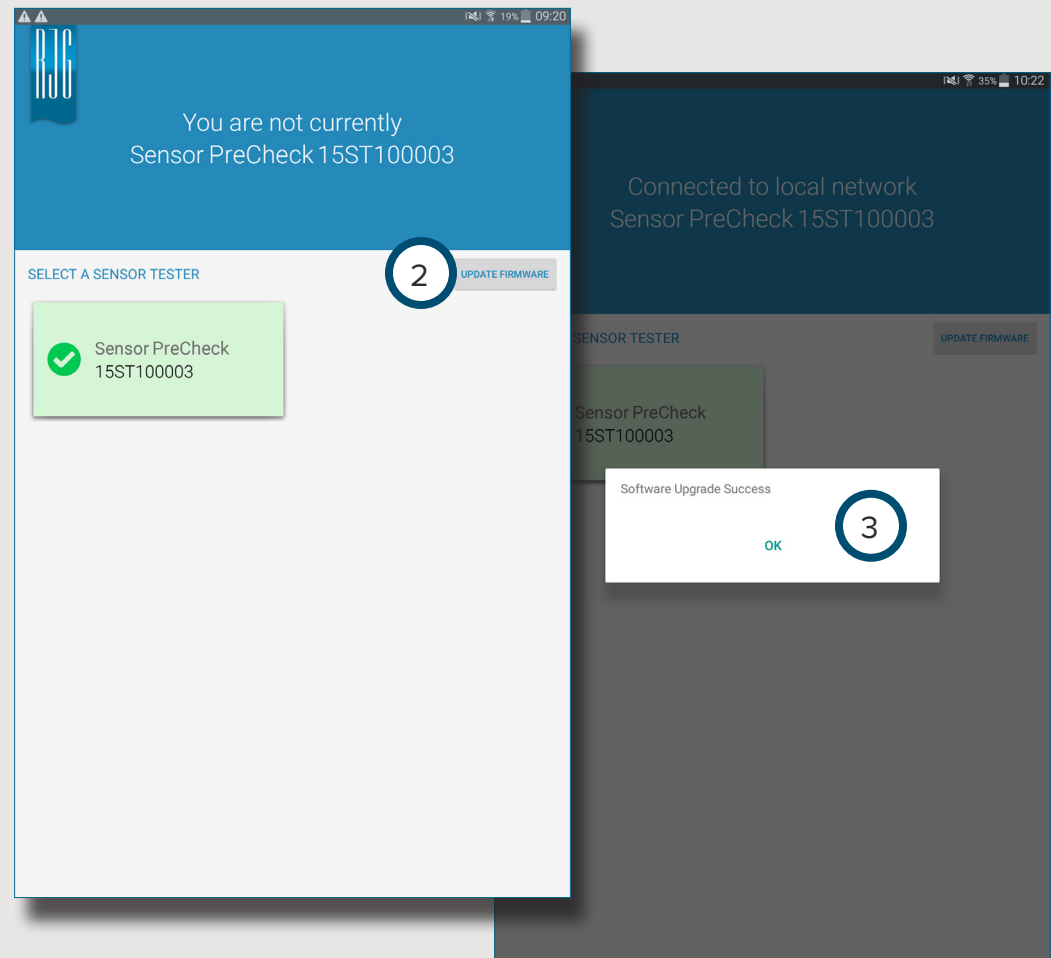 19% 09:20
RJG
You are not currently
Sensor PreCheck 15ST100003
SELECT A SENSOR TESTER
2
UPDATE FIRMWARE
Sensor PreCheck
15ST100003
35% 10:22
Connected to local network
Sensor PreCheck 15ST100003
SENSOR TESTER
UPDATE FIRMWARE
Sensor PreCheck
15ST100003
Software Upgrade Success
3
OK